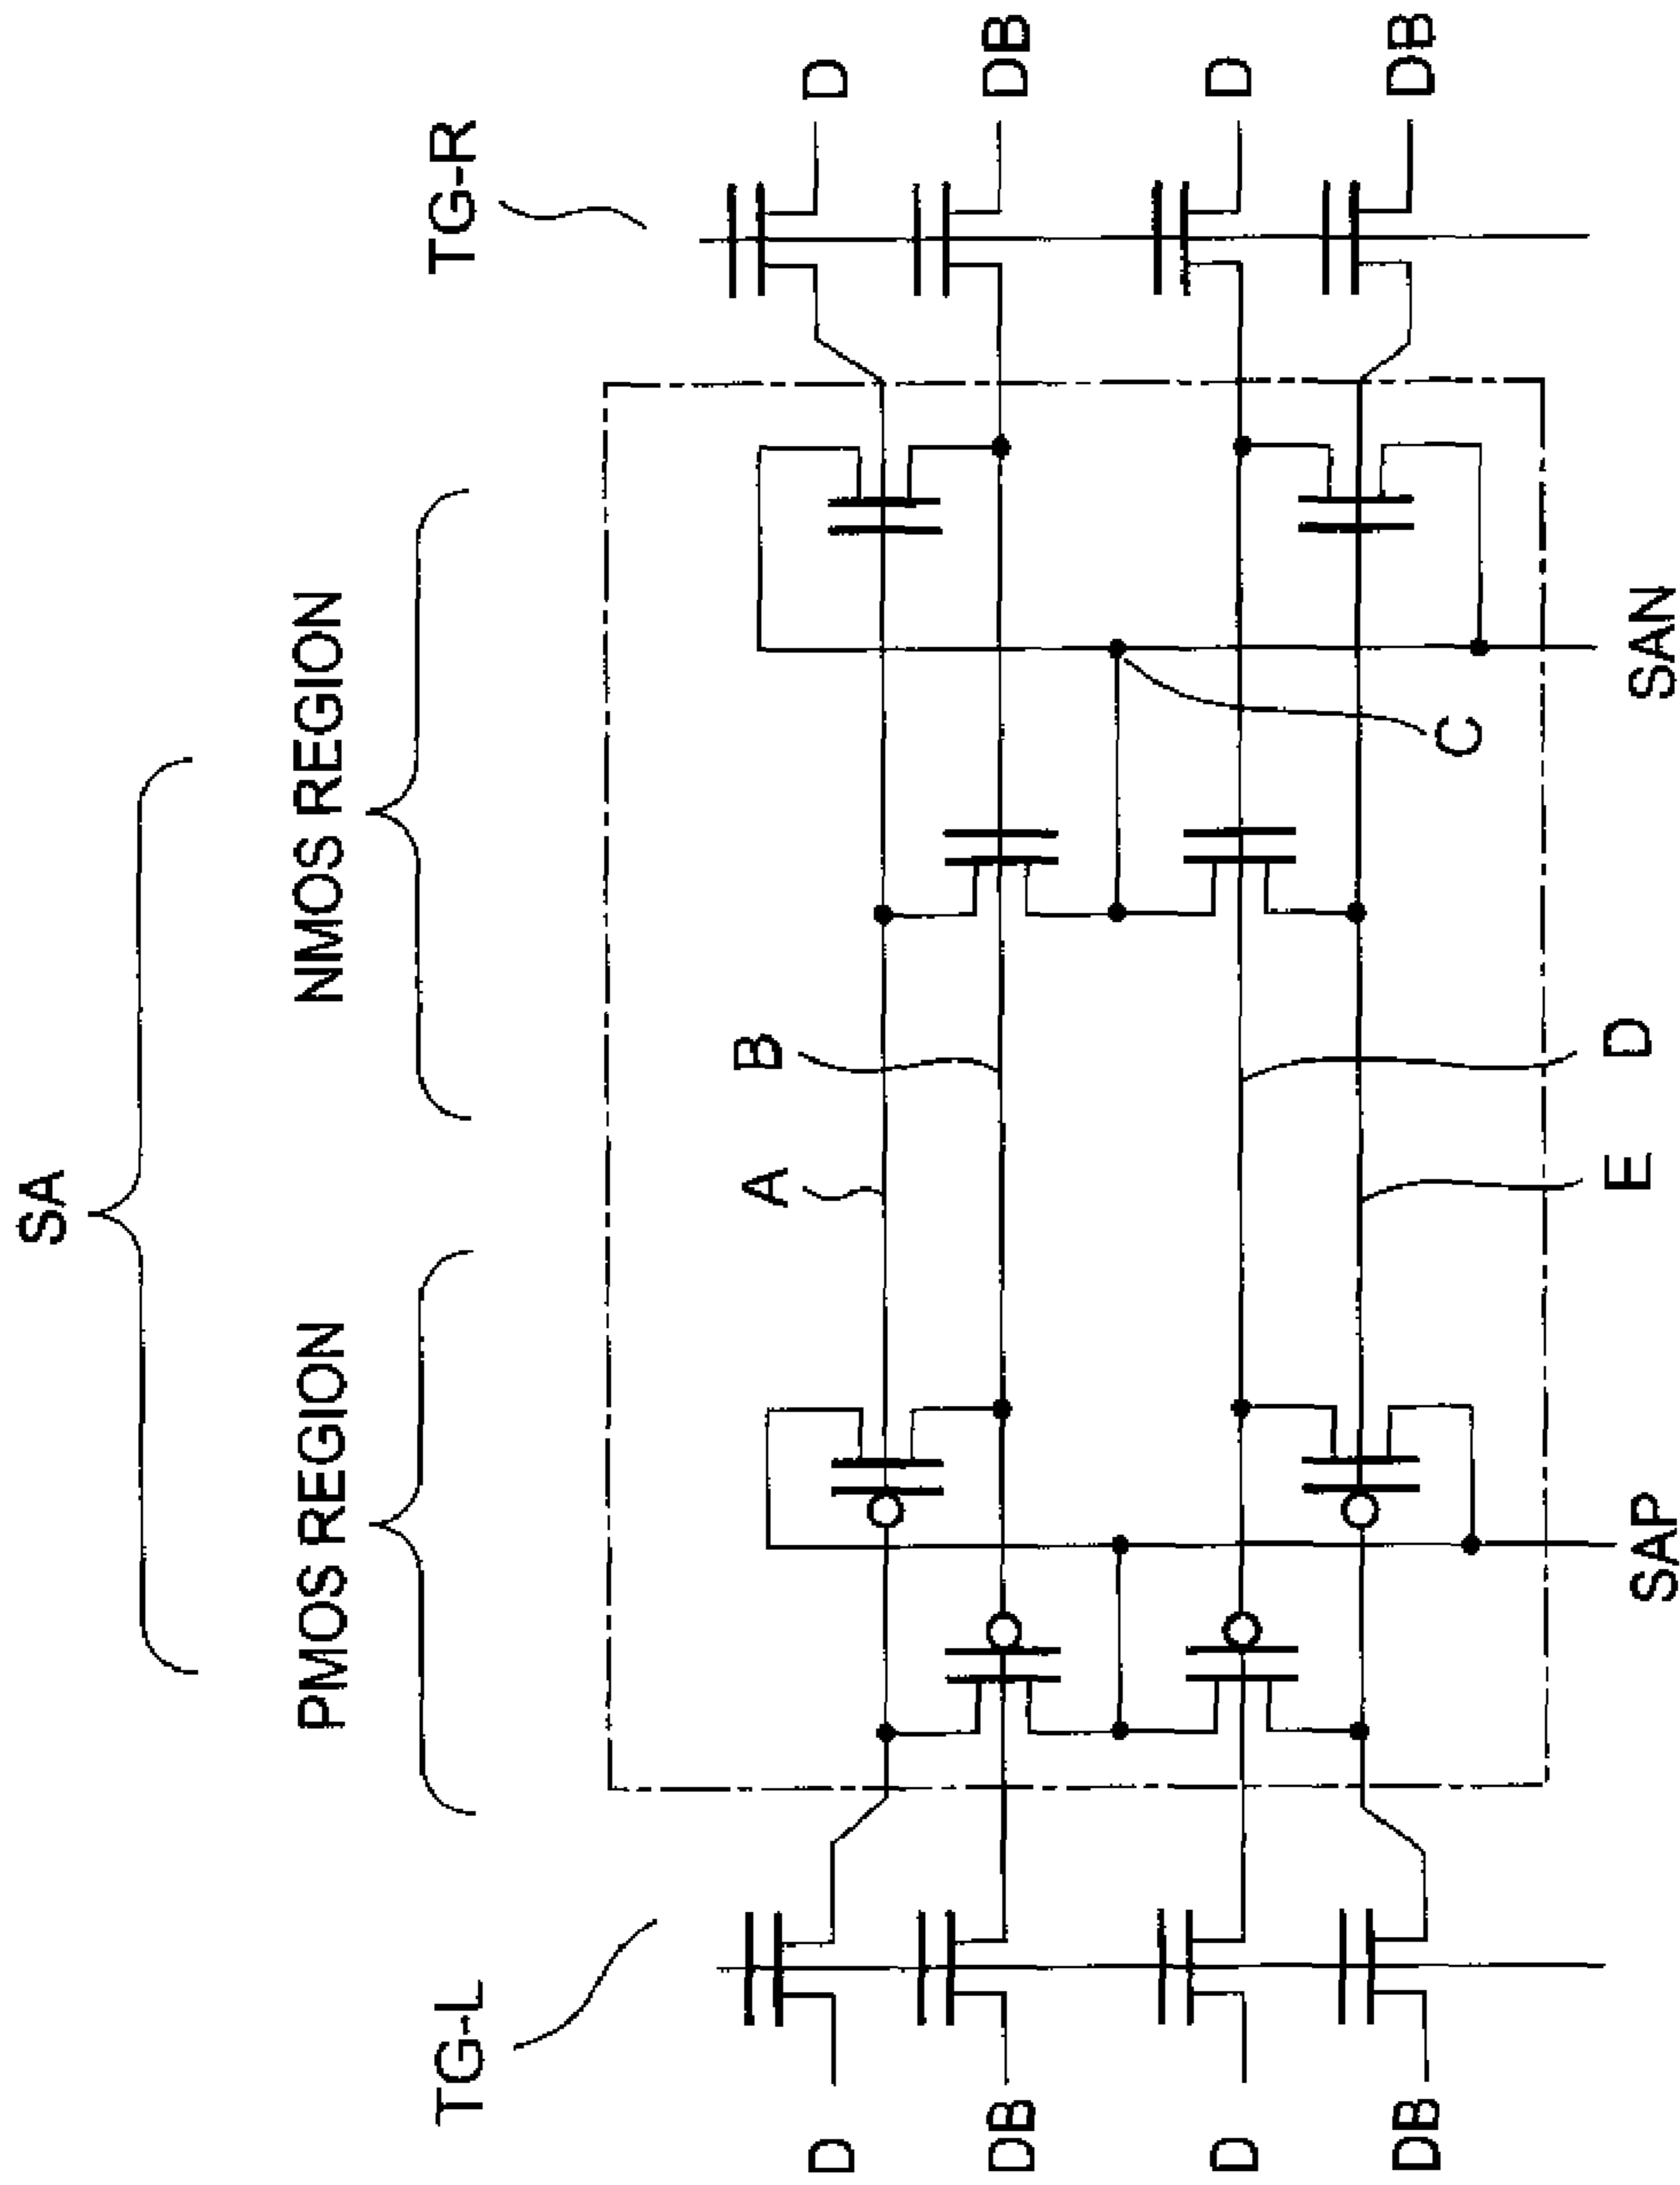 SA
PMOS REGION
NMOS REGION
TG-L
TG-R
A
B
D
D
DB
DB
D
D
DB
DB
C
E
D
SAP
SAN